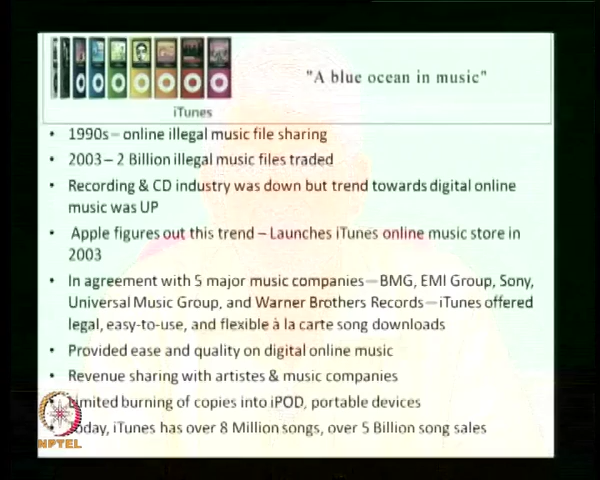 "A blue ocean in music"
iTunes
• 1990s – online illegal music file sharing
• 2003 – 2 Billion illegal music files traded
• Recording & CD industry was down but trend towards digital online
music was UP
• Apple figures out this trend – Launches iTunes online music store in
2003
• In agreement with 5 major music companies—BMG, EMI Group, Sony,
Universal Music Group, and Warner Brothers Records—iTunes offered
legal, easy-to-use, and flexible à la carte song downloads
• Provided ease and quality on digital online music
• Revenue sharing with artistes & music companies
• Limited burning of copies into iPOD, portable devices
• Today, iTunes has over 8 Million songs, over 5 Billion song sales
NPTEL